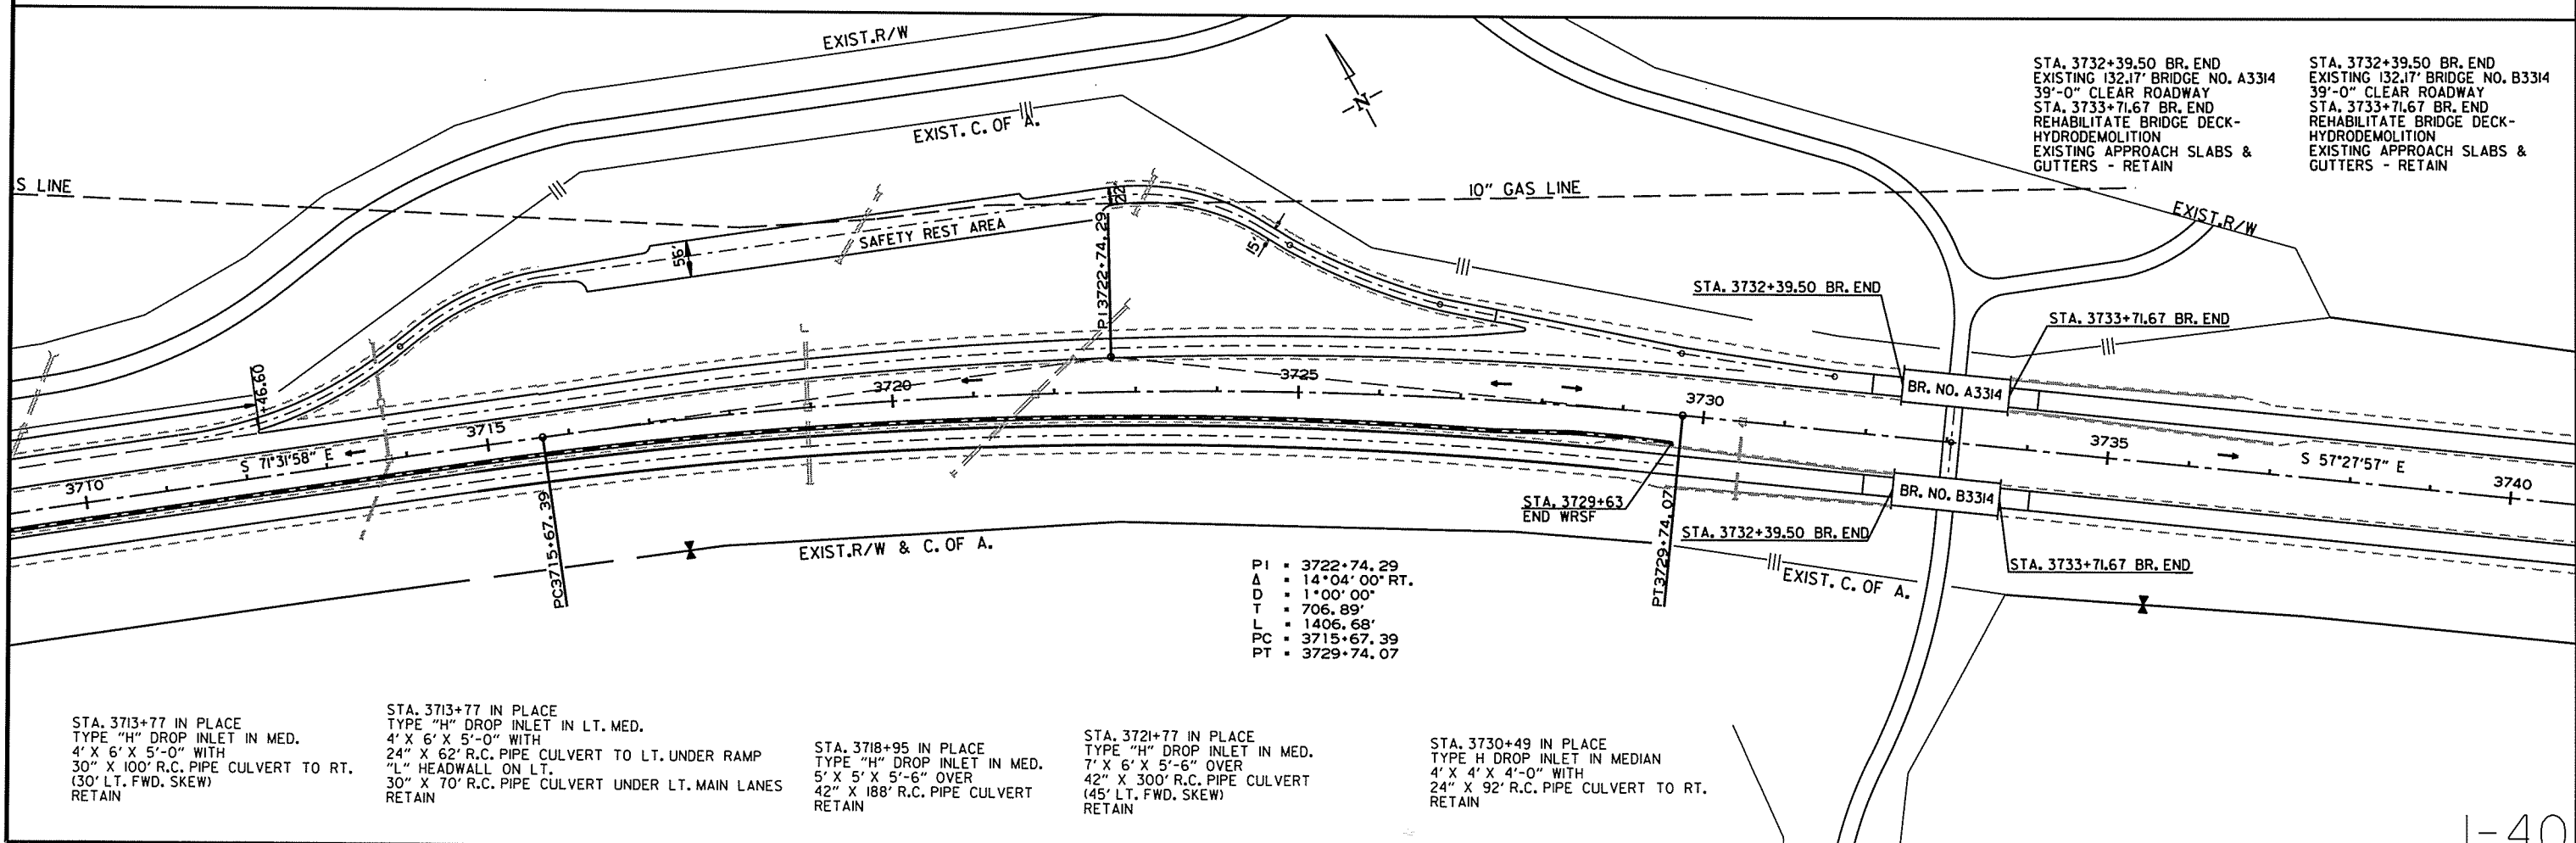 EXIST.R/W
EXIST. C. OF A.
S LINE
10" GAS LINE
STA. 3732+39.50 BR. END
EXISTING 132.17' BRIDGE NO. A3314
39'-0" CLEAR ROADWAY
STA. 3733+71.67 BR. END
REHABILITATE BRIDGE DECK-
HYDRODEMOLITION
EXISTING APPROACH SLABS &
GUTTERS - RETAIN
STA. 3732+39.50 BR. END
EXISTING 132.17' BRIDGE NO. B3314
39'-0" CLEAR ROADWAY
STA. 3733+71.67 BR. END
REHABILITATE BRIDGE DECK-
HYDRODEMOLITION
EXISTING APPROACH SLABS &
GUTTERS - RETAIN
N
EXIST.R/W
SAFETY REST AREA
56'
22'
15'
PI 3722+74.29
STA. 3732+39.50 BR. END
STA. 3733+71.67 BR. END
+46.60
BR. NO. A3314
3710
3715
3720
3725
3730
3735
3740
S 71°31'58" E
S 57°27'57" E
BR. NO. B3314
STA. 3729+63
END WRSF
STA. 3732+39.50 BR. END
STA. 3733+71.67 BR. END
PC3715+67.39
PT3729+74.07
EXIST.R/W & C. OF A.
EXIST. C. OF A.
PI = 3722+74.29
Δ = 14°04'00" RT.
D = 1°00'00"
T = 706.89'
L = 1406.68'
PC = 3715+67.39
PT = 3729+74.07
STA. 3713+77 IN PLACE
TYPE "H" DROP INLET IN MED.
4' X 6' X 5'-0" WITH
30" X 100' R.C. PIPE CULVERT TO RT.
(30' LT. FWD. SKEW)
RETAIN
STA. 3713+77 IN PLACE
TYPE "H" DROP INLET IN LT. MED.
4' X 6' X 5'-0" WITH
24" X 62' R.C. PIPE CULVERT TO LT. UNDER RAMP
"L" HEADWALL ON LT.
30" X 70' R.C. PIPE CULVERT UNDER LT. MAIN LANES
RETAIN
STA. 3718+95 IN PLACE
TYPE "H" DROP INLET IN MED.
5' X 5' X 5'-6" OVER
42" X 188' R.C. PIPE CULVERT
RETAIN
STA. 3721+77 IN PLACE
TYPE "H" DROP INLET IN MED.
7' X 6' X 5'-6" OVER
42" X 300' R.C. PIPE CULVERT
(45' LT. FWD. SKEW)
RETAIN
STA. 3730+49 IN PLACE
TYPE H DROP INLET IN MEDIAN
4' X 4' X 4'-0" WITH
24" X 92' R.C. PIPE CULVERT TO RT.
RETAIN
I-40